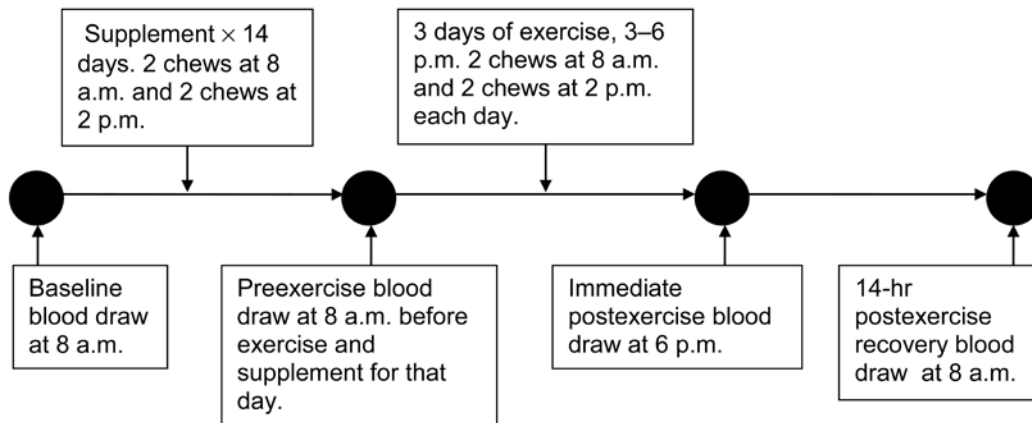 Supplement × 14
days. 2 chews at 8
a.m. and 2 chews at
2 p.m.
3 days of exercise, 3–6
p.m. 2 chews at 8 a.m.
and 2 chews at 2 p.m.
each day.
Baseline
blood draw
at 8 a.m.
Preexercise blood
draw at 8 a.m. before
exercise and
supplement for that
day.
Immediate
postexercise blood
draw at 6 p.m.
14-hr
postexercise
recovery blood
draw at 8 a.m.